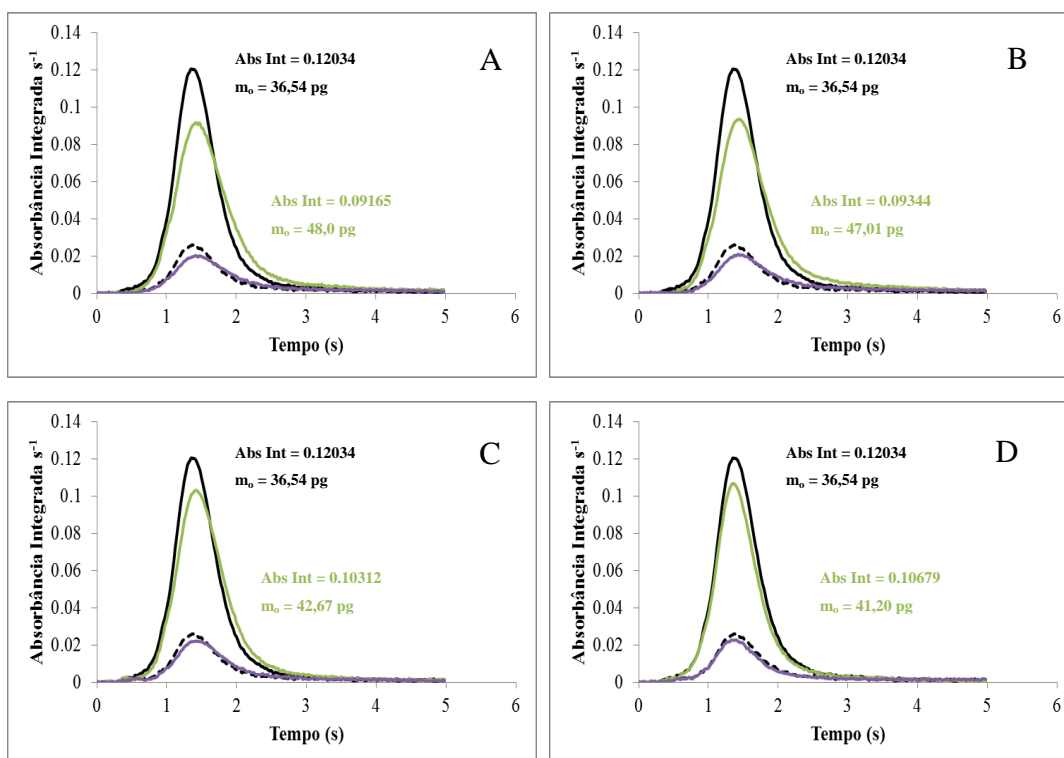 A
Absorbância Integrada s⁻¹
0.14
0.12
0.1
0.08
0.06
0.04
0.02
0
Abs Int = 0.12034
mₒ = 36,54 pg
Abs Int = 0.09165
mₒ = 48,0 pg
0 1 2 3 4 5 6
Tempo (s)
B
Absorbância Integrada s⁻¹
0.14
0.12
0.1
0.08
0.06
0.04
0.02
0
Abs Int = 0.12034
mₒ = 36,54 pg
Abs Int = 0.09344
mₒ = 47,01 pg
0 1 2 3 4 5 6
Tempo (s)
C
Absorbância Integrada s⁻¹
0.14
0.12
0.1
0.08
0.06
0.04
0.02
0
Abs Int = 0.12034
mₒ = 36,54 pg
Abs Int = 0.10312
mₒ = 42,67 pg
0 1 2 3 4 5 6
Tempo (s)
D
Absorbância Integrada s⁻¹
0.14
0.12
0.1
0.08
0.06
0.04
0.02
0
Abs Int = 0.12034
mₒ = 36,54 pg
Abs Int = 0.10679
mₒ = 41,20 pg
0 1 2 3 4 5 6
Tempo (s)